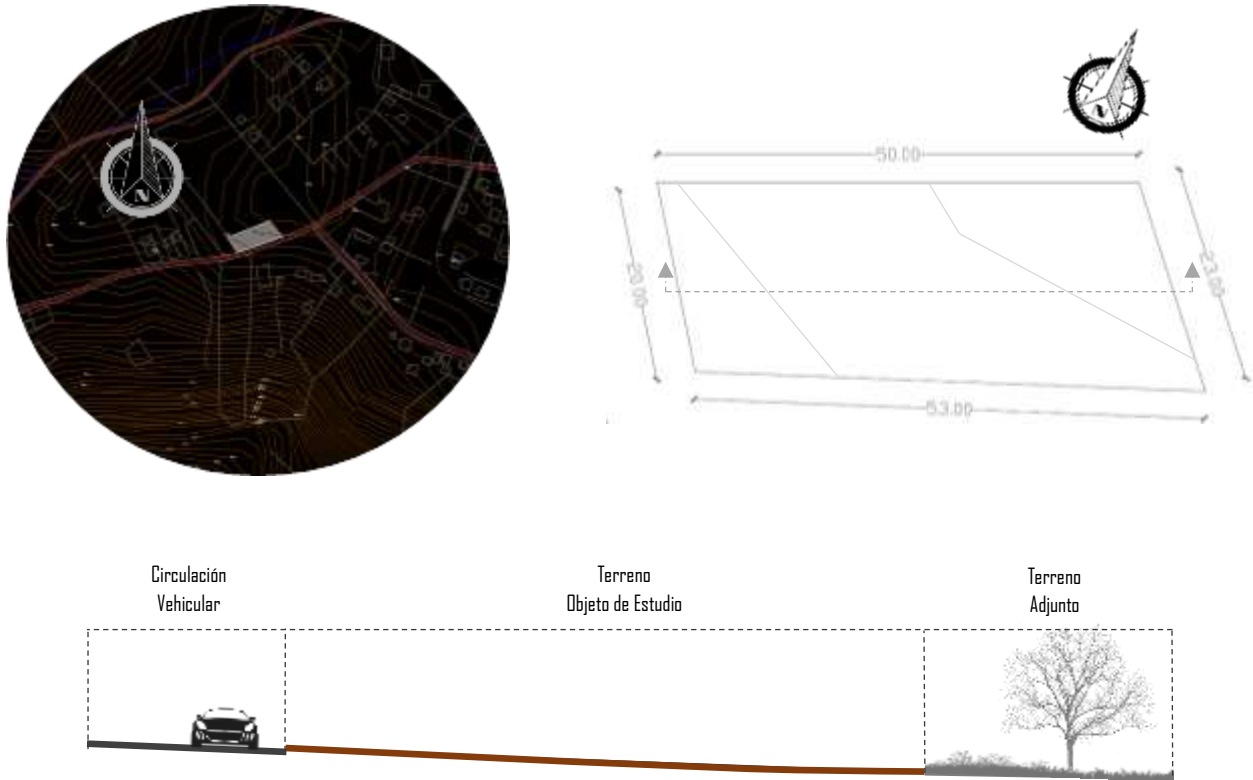 N
N
50.00
20.00
23.00
53.00
Circulación
Vehicular
Terreno
Objeto de Estudio
Terreno
Adjunto